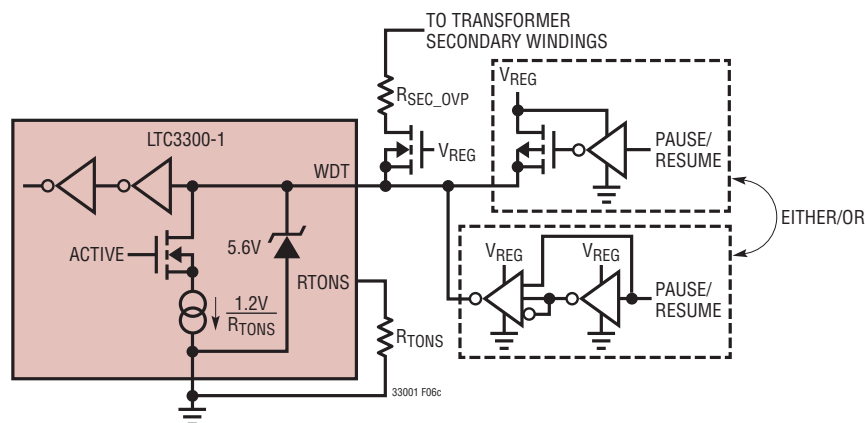 TO TRANSFORMER
SECONDARY WINDINGS
VREG
RSEC_OVP
LTC3300-1
VREG
PAUSE/
RESUME
WDT
EITHER/OR
ACTIVE
5.6V
VREG
VREG
RTONS
PAUSE/
RESUME
1.2V
RTONS
RTONS
33001 F06c